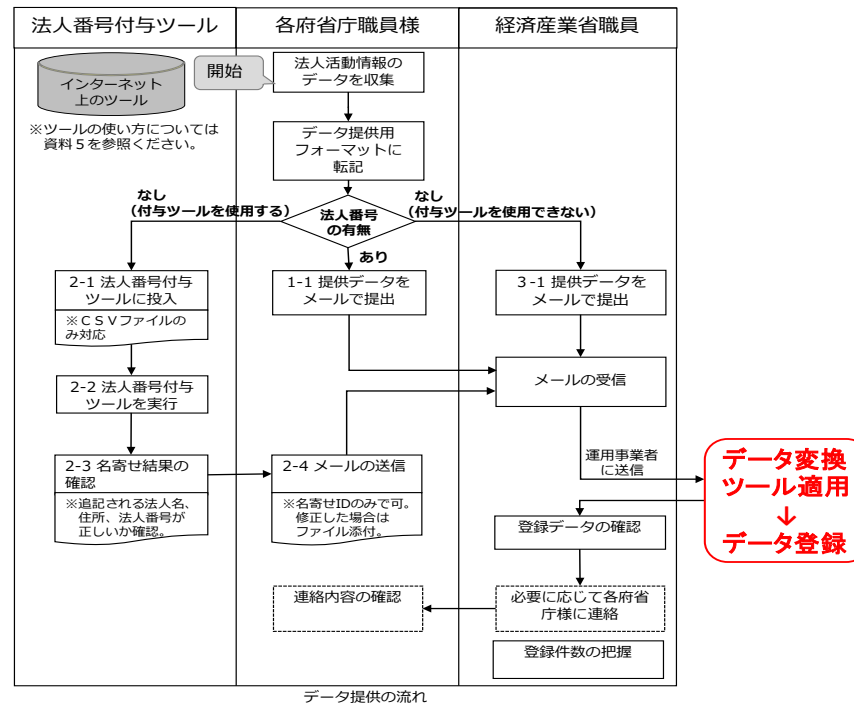 法人番号付与ツール
各府省庁職員様
経済産業省職員
インターネット
上のツール
※ツールの使い方については
資料５を参照ください。
開始
法人活動情報の
データを収集
データ提供用
フォーマットに
転記
なし
（付与ツールを使用する）
法人番号
の有無
なし
（付与ツールを使用できない）
あり
2-1 法人番号付与
ツールに投入
※ＣＳＶファイルの
み対応
1-1 提供データを
メールで提出
３-1 提供データを
メールで提出
2-2 法人番号付与
ツールを実行
メールの受信
2-3 名寄せ結果の
確認
※追記される法人名、
住所、法人番号が
正しいか確認。
2-4 メールの送信
※名寄せIDのみで可。
修正した場合は
ファイル添付。
運用事業者
に送信
データ変換
ツール適用
↓
データ登録
登録データの確認
連絡内容の確認
必要に応じて各府省
庁様に連絡
登録件数の把握
データ提供の流れ